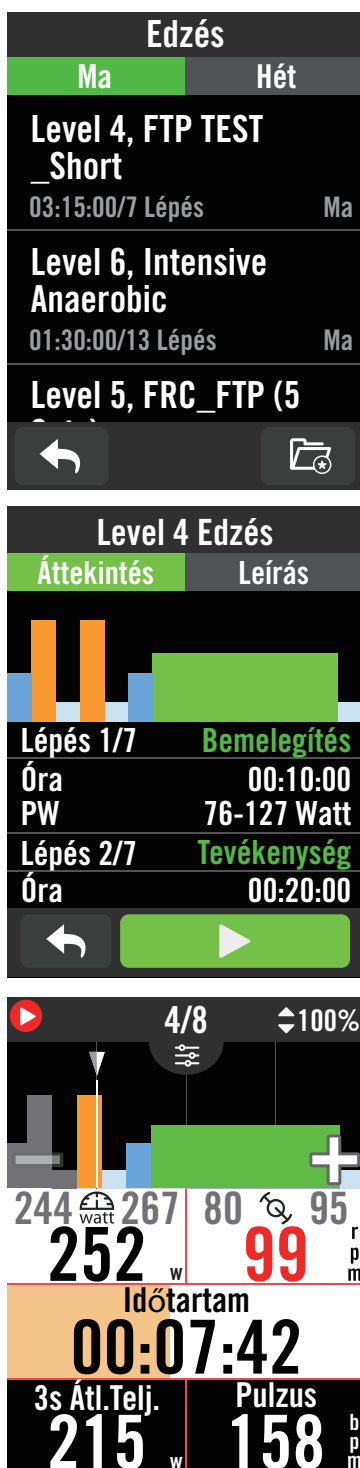 Edzés
Ma Hét
Level 4, FTP TEST
_Short
03:15:00/7 Lépés Ma
Level 6, Intensive
Anaerobic
01:30:00/13 Lépés Ma
Level 5, FRC_FTP (5
Level 4 Edzés
Áttekintés Leírás
Lépés 1/7 Bemelegítés
Óra 00:10:00
PW 76-127 Watt
Lépés 2/7 Tevékenység
Óra 00:20:00
4/8 100%
244 watt 267 80 95
252 w 99 rpm
Időtartam
00:07:42
3s Átl.Telj. Pulzus
215 w 158 bpm